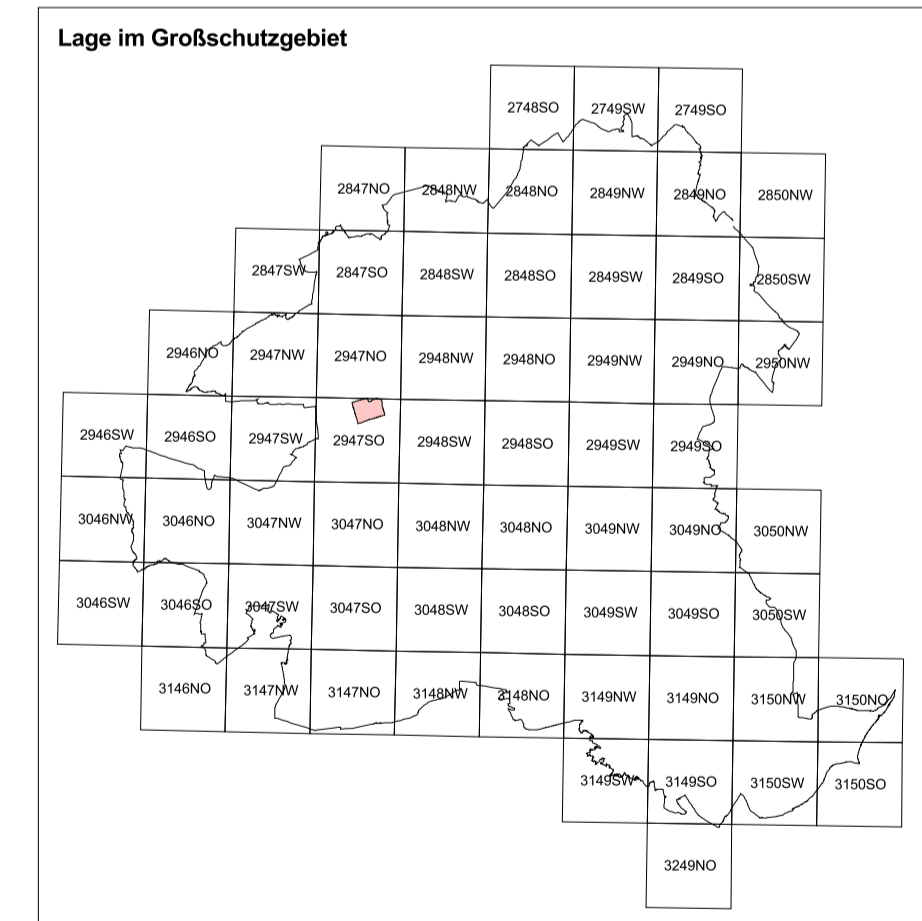 Lage im Großschutzgebiet
2748SO 2749SW 2749SO
2847NO 2848NW 2848NO 2849NW 2849NO 2850NW
2847SW 2847SO 2848SW 2848SO 2849SW 2849SO 2850SW
2946NO 2947NW 2947NO 2948NW 2948NO 2949NW 2949NO 2950NW
2946SW 2946SO 2947SW 2947SO 2948SW 2948SO 2949SW 2949SO
3046NW 3046NO 3047NW 3047NO 3048NW 3048NO 3049NW 3049NO 3050NW
3046SW 3046SO 3047SW 3047SO 3048SW 3048SO 3049SW 3049SO 3050SW
3146NO 3147NW 3147NO 3148NW 3148NO 3149NW 3149NO 3150NW 3150NO
3149SW 3149SO 3150SW 3150SO
3249NO